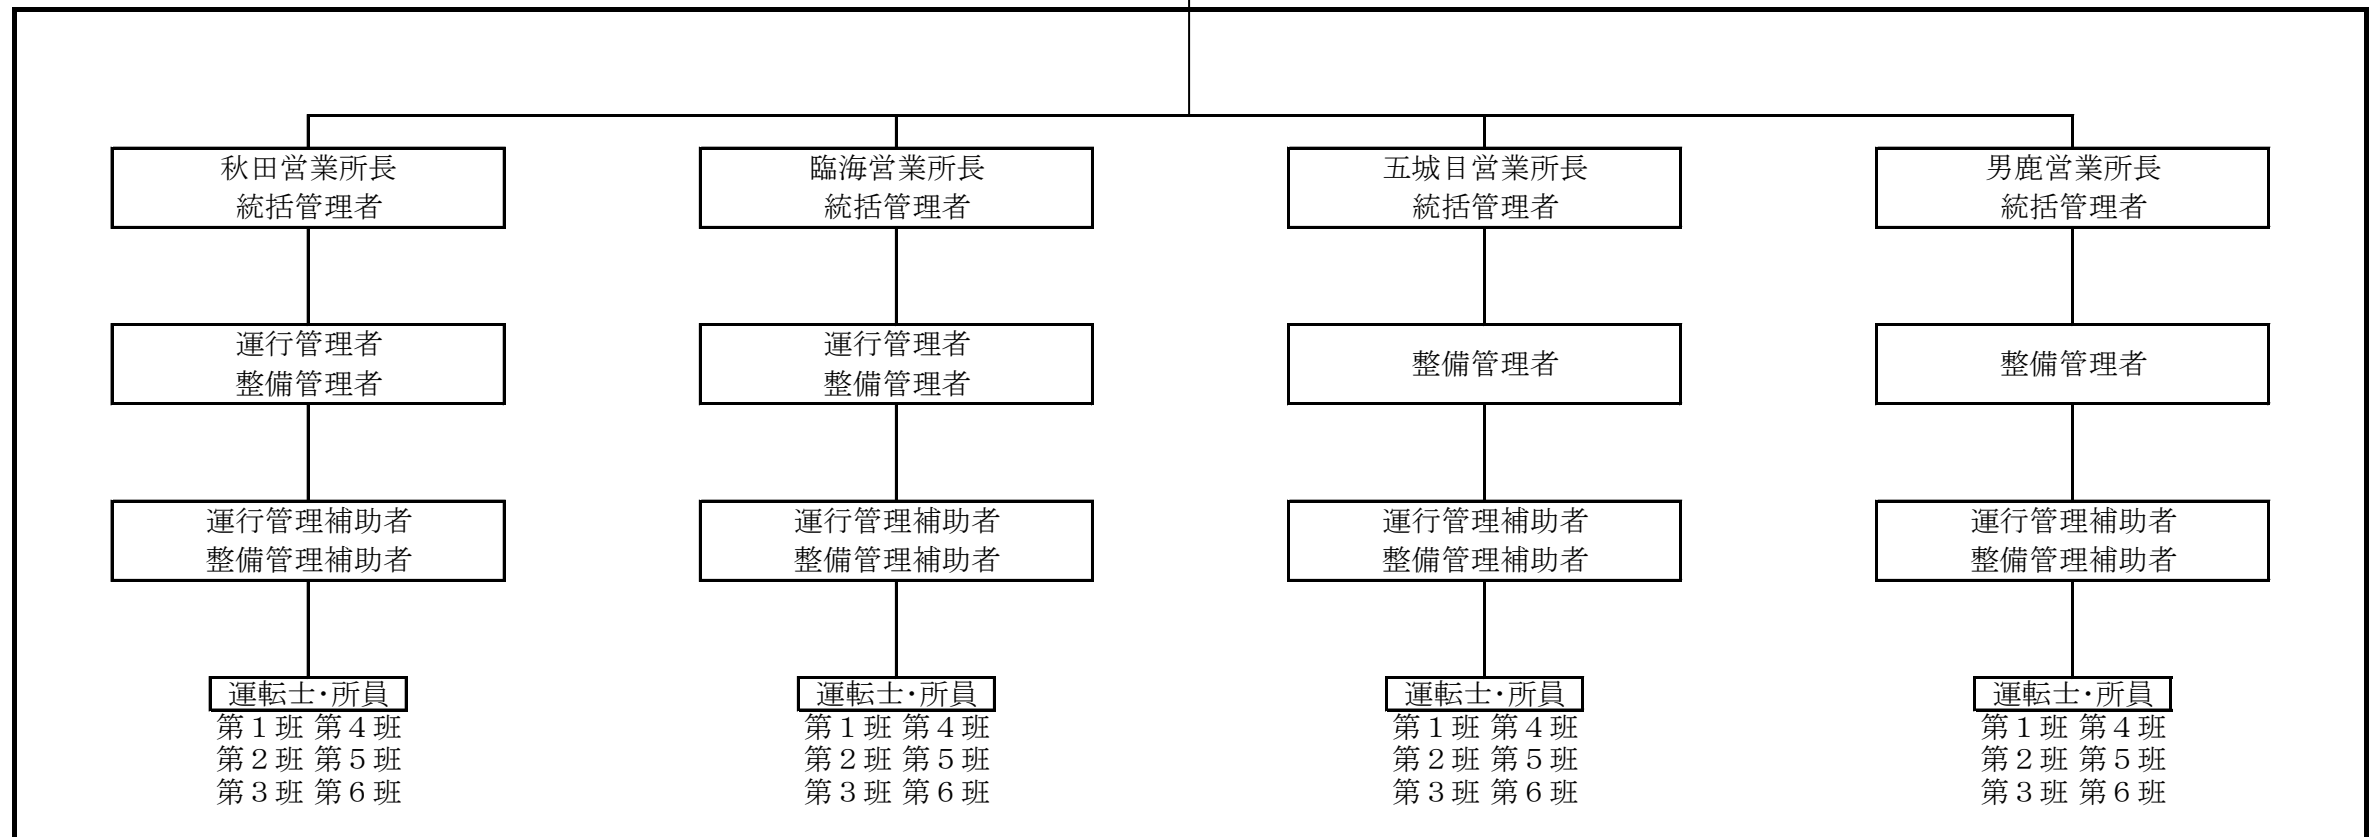 秋田営業所長
統括管理者
臨海営業所長
統括管理者
五城目営業所長
統括管理者
男鹿営業所長
統括管理者
運行管理者
整備管理者
運行管理者
整備管理者
整備管理者
整備管理者
運行管理補助者
整備管理補助者
運行管理補助者
整備管理補助者
運行管理補助者
整備管理補助者
運行管理補助者
整備管理補助者
運転士・所員
第１班 第４班
第２班 第５班
第３班 第６班
運転士・所員
第１班 第４班
第２班 第５班
第３班 第６班
運転士・所員
第１班 第４班
第２班 第５班
第３班 第６班
運転士・所員
第１班 第４班
第２班 第５班
第３班 第６班